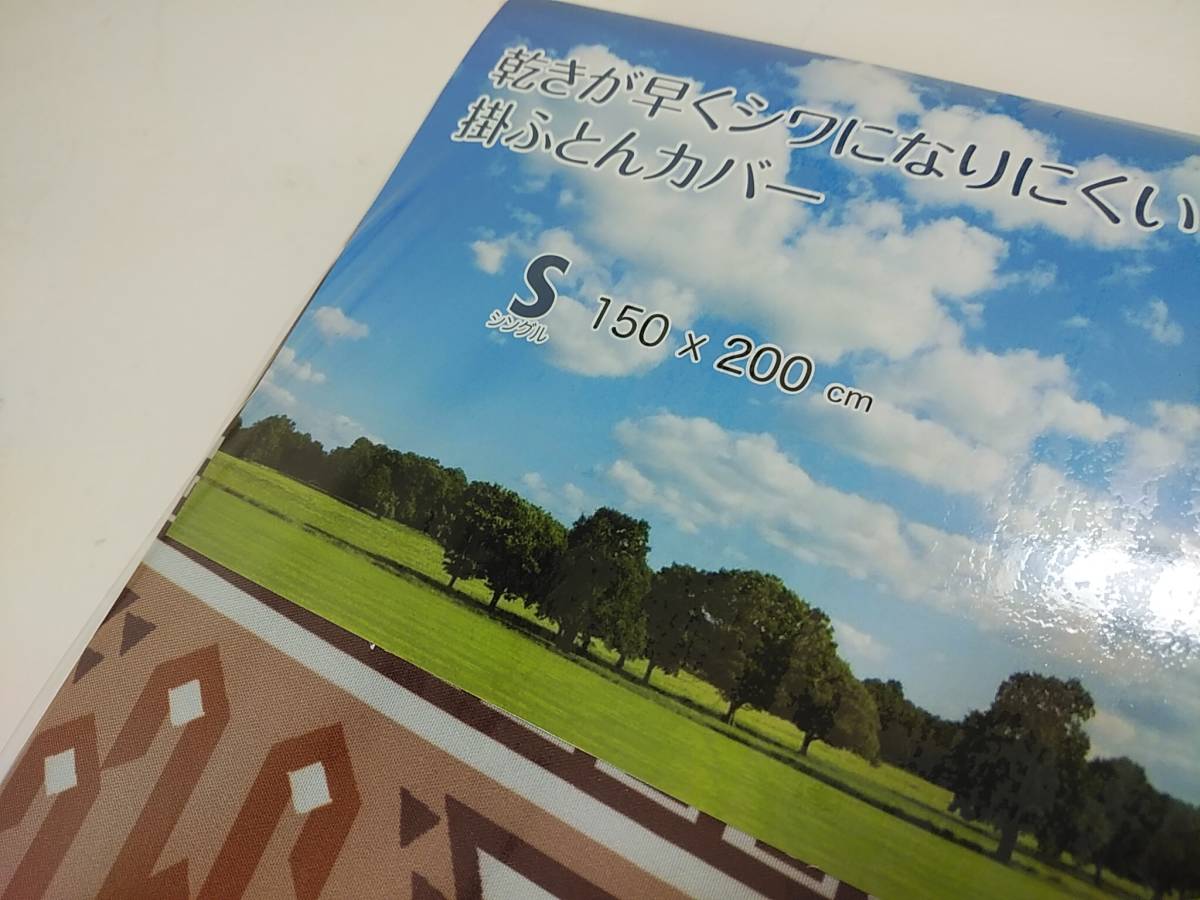 乾きが早くシワになりにくい
掛ふとんカバー
S 150 x 200 cm
シングル